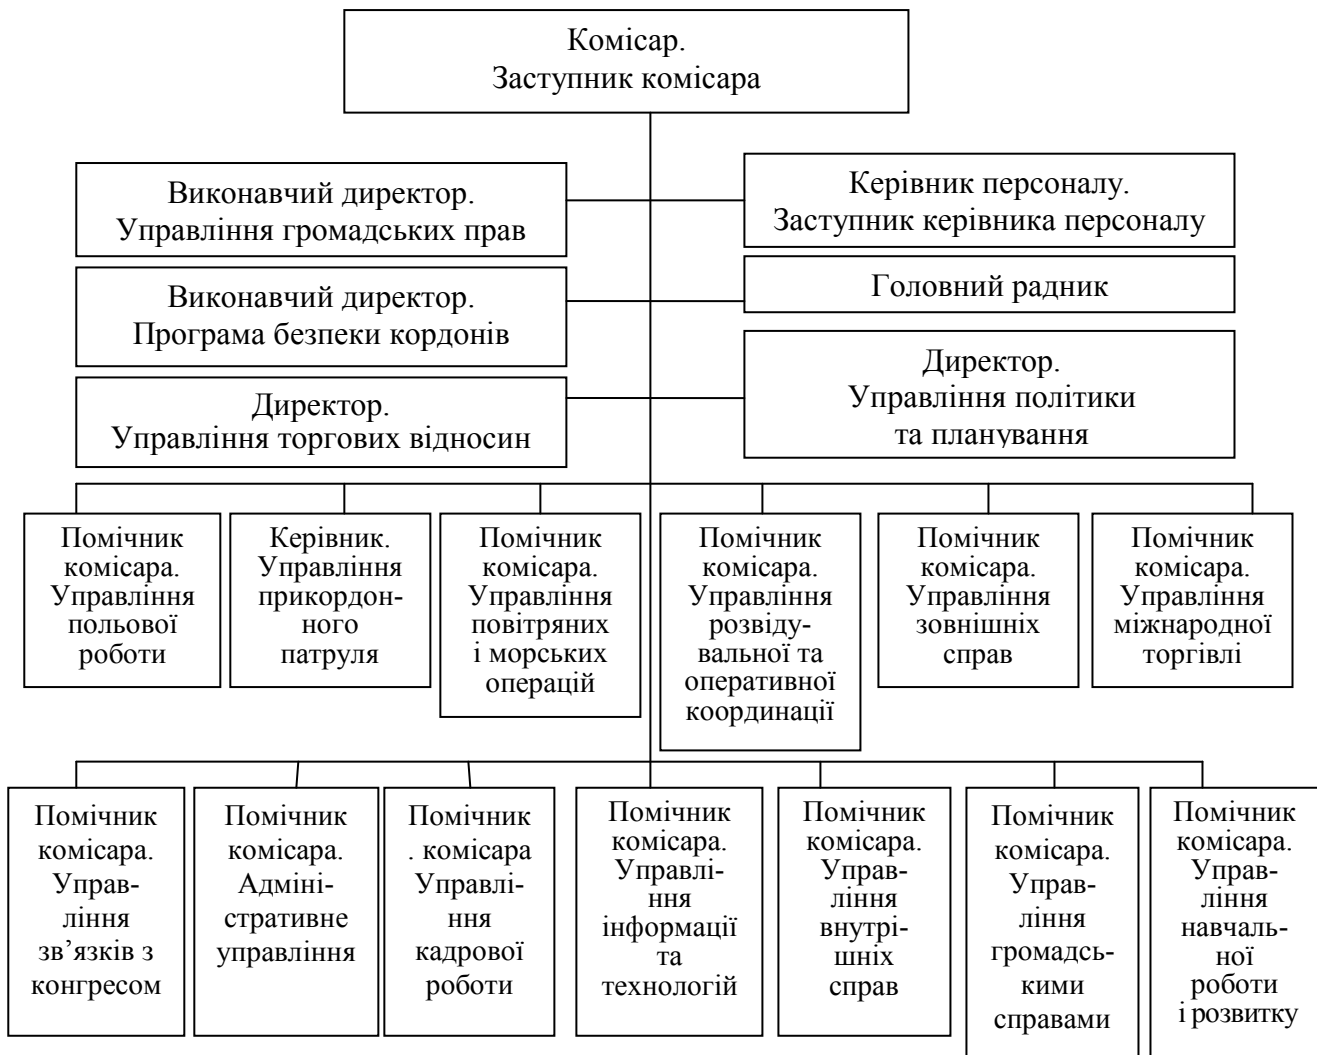 Комісар.
Заступник комісара
Виконавчий директор.
Управління громадських прав
Керівник персоналу.
Заступник керівника персоналу
Виконавчий директор.
Програма безпеки кордонів
Головний радник
Директор.
Управління торгових відносин
Директор.
Управління політики
та планування
Помічник
комісара.
Управління
польової
роботи
Керівник.
Управління
прикордон-
ного
патруля
Помічник
комісара.
Управління
повітряних
і морських
операцій
Помічник
комісара.
Управління
розвіду-
вальної та
оперативної
координації
Помічник
комісара.
Управління
зовнішніх
справ
Помічник
комісара.
Управління
міжнародної
торгівлі
Помічник
комісара.
Управ-
ління
зв’язків з
конгресом
Помічник
комісара.
Адміні-
стративне
управління
Помічник
. комісара
Управлі-
ння
кадрової
роботи
Помічник
комісара.
Управлі-
ння
інформації
та
технологій
Помічник
комісара.
Управ-
ління
внутрі-
шніх
справ
Помічник
комісара.
Управ-
ління
громадсь-
кими
справами
Помічник
комісара.
Управ-
ління
навчаль-
ної
роботи
і розвитку